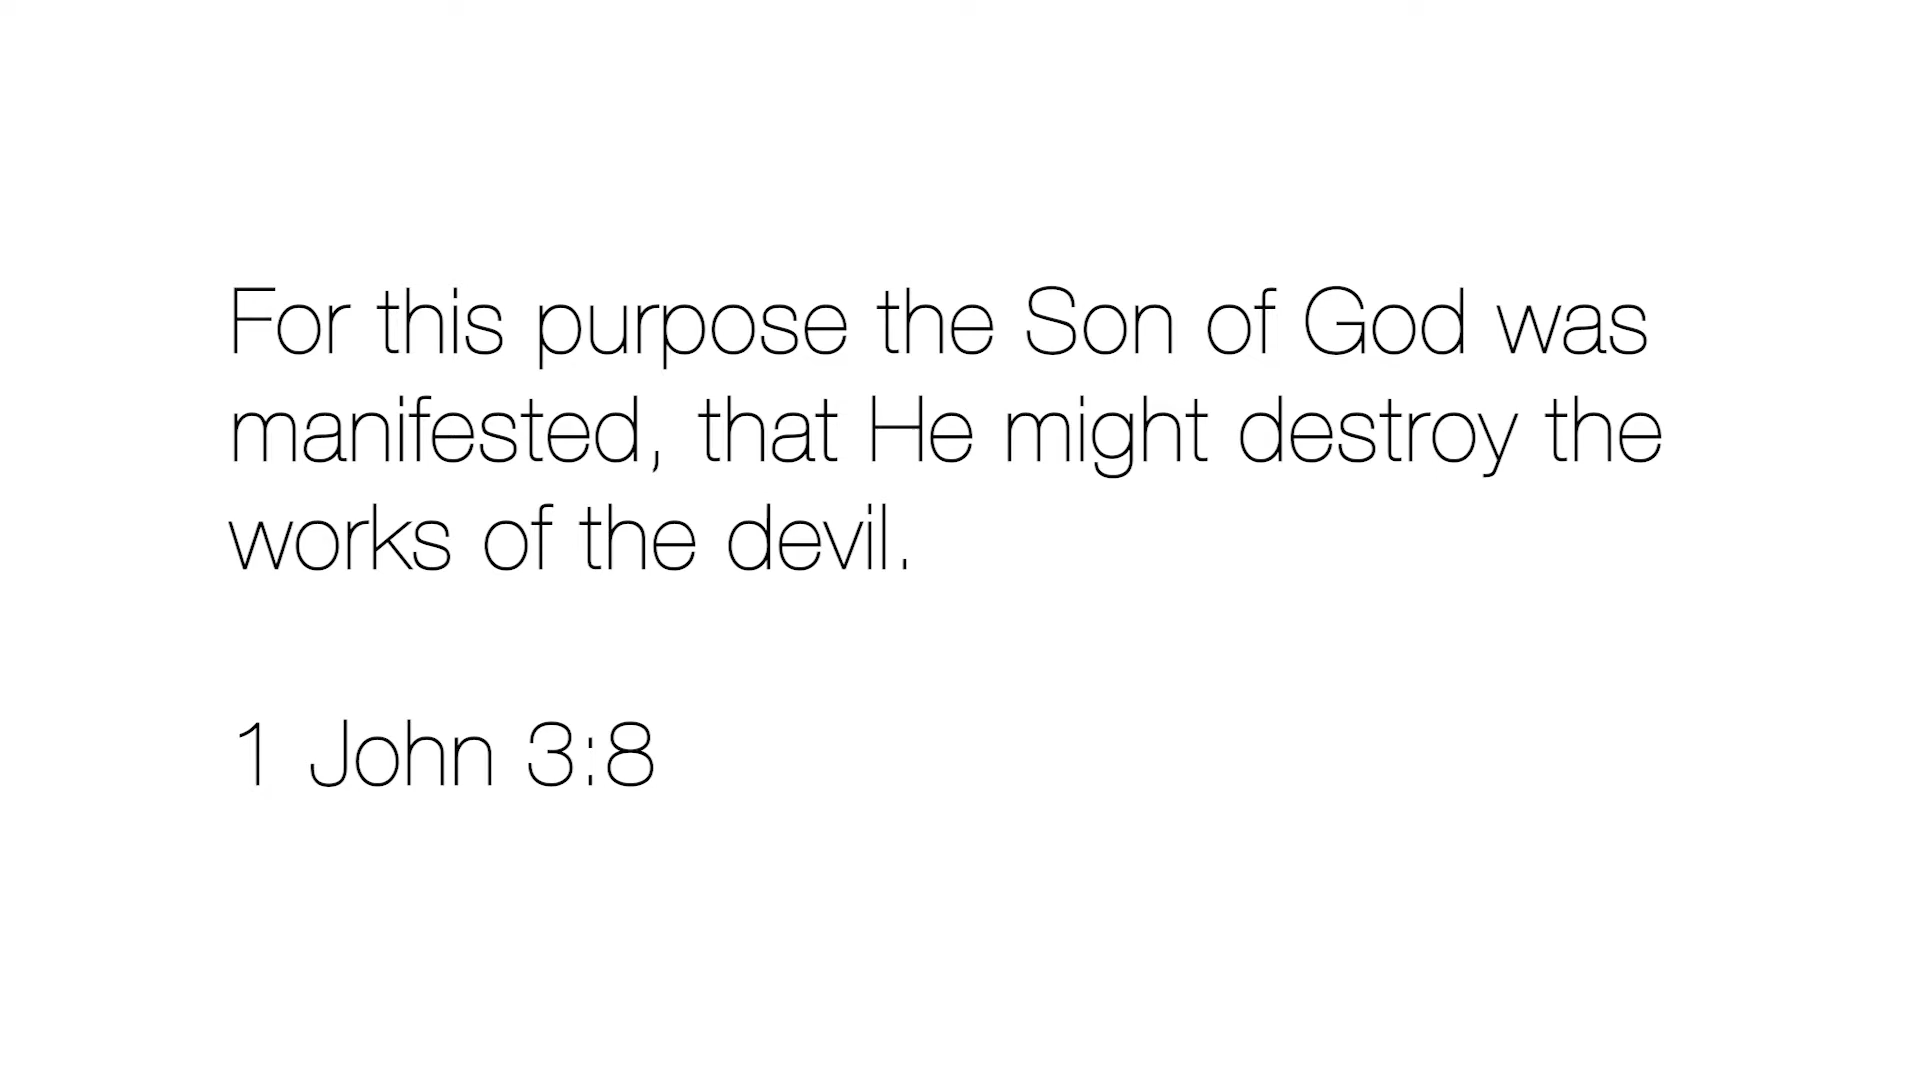 For this purpose the Son of God was
manifested, that He might destroy the
works of the devil.
1 John 3:8